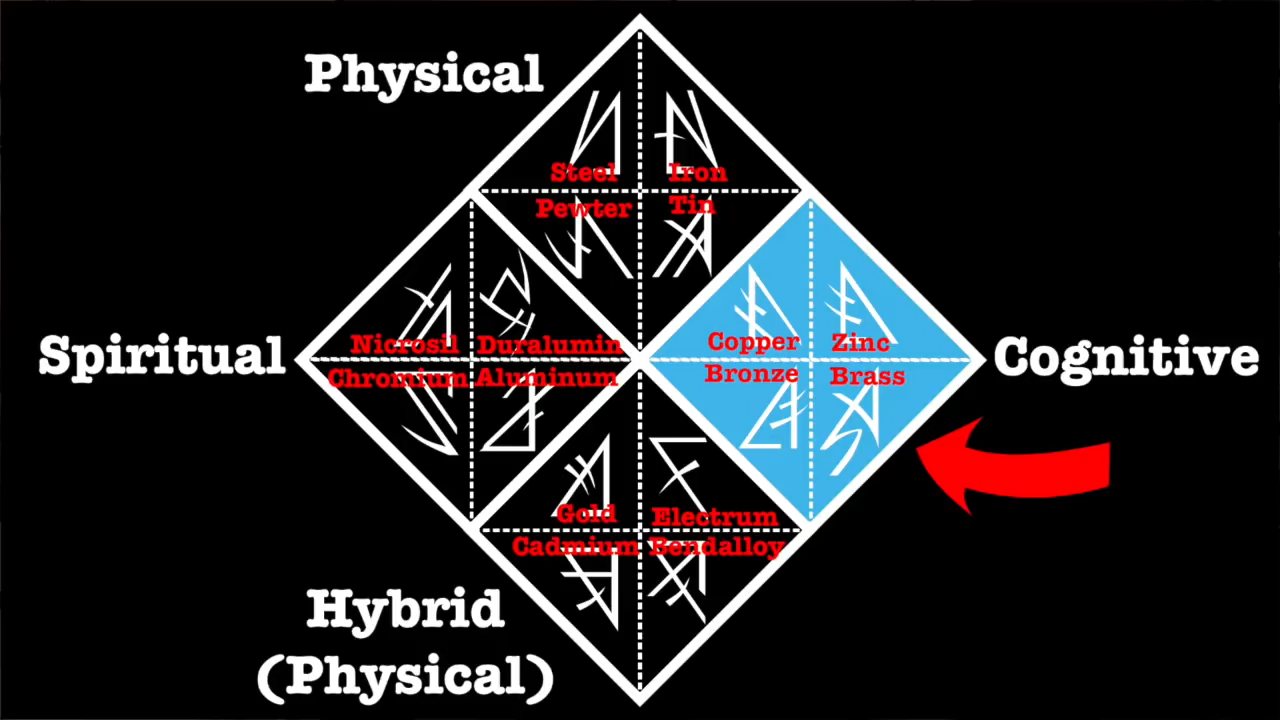 Physical
Steel Iron
Pewter Tin
Spiritual
Nicrosil Duralumin
Chromium Aluminum
Copper Zinc
Bronze Brass
Cognitive
Gold Electrum
Cadmium Bendalloy
Hybrid
(Physical)